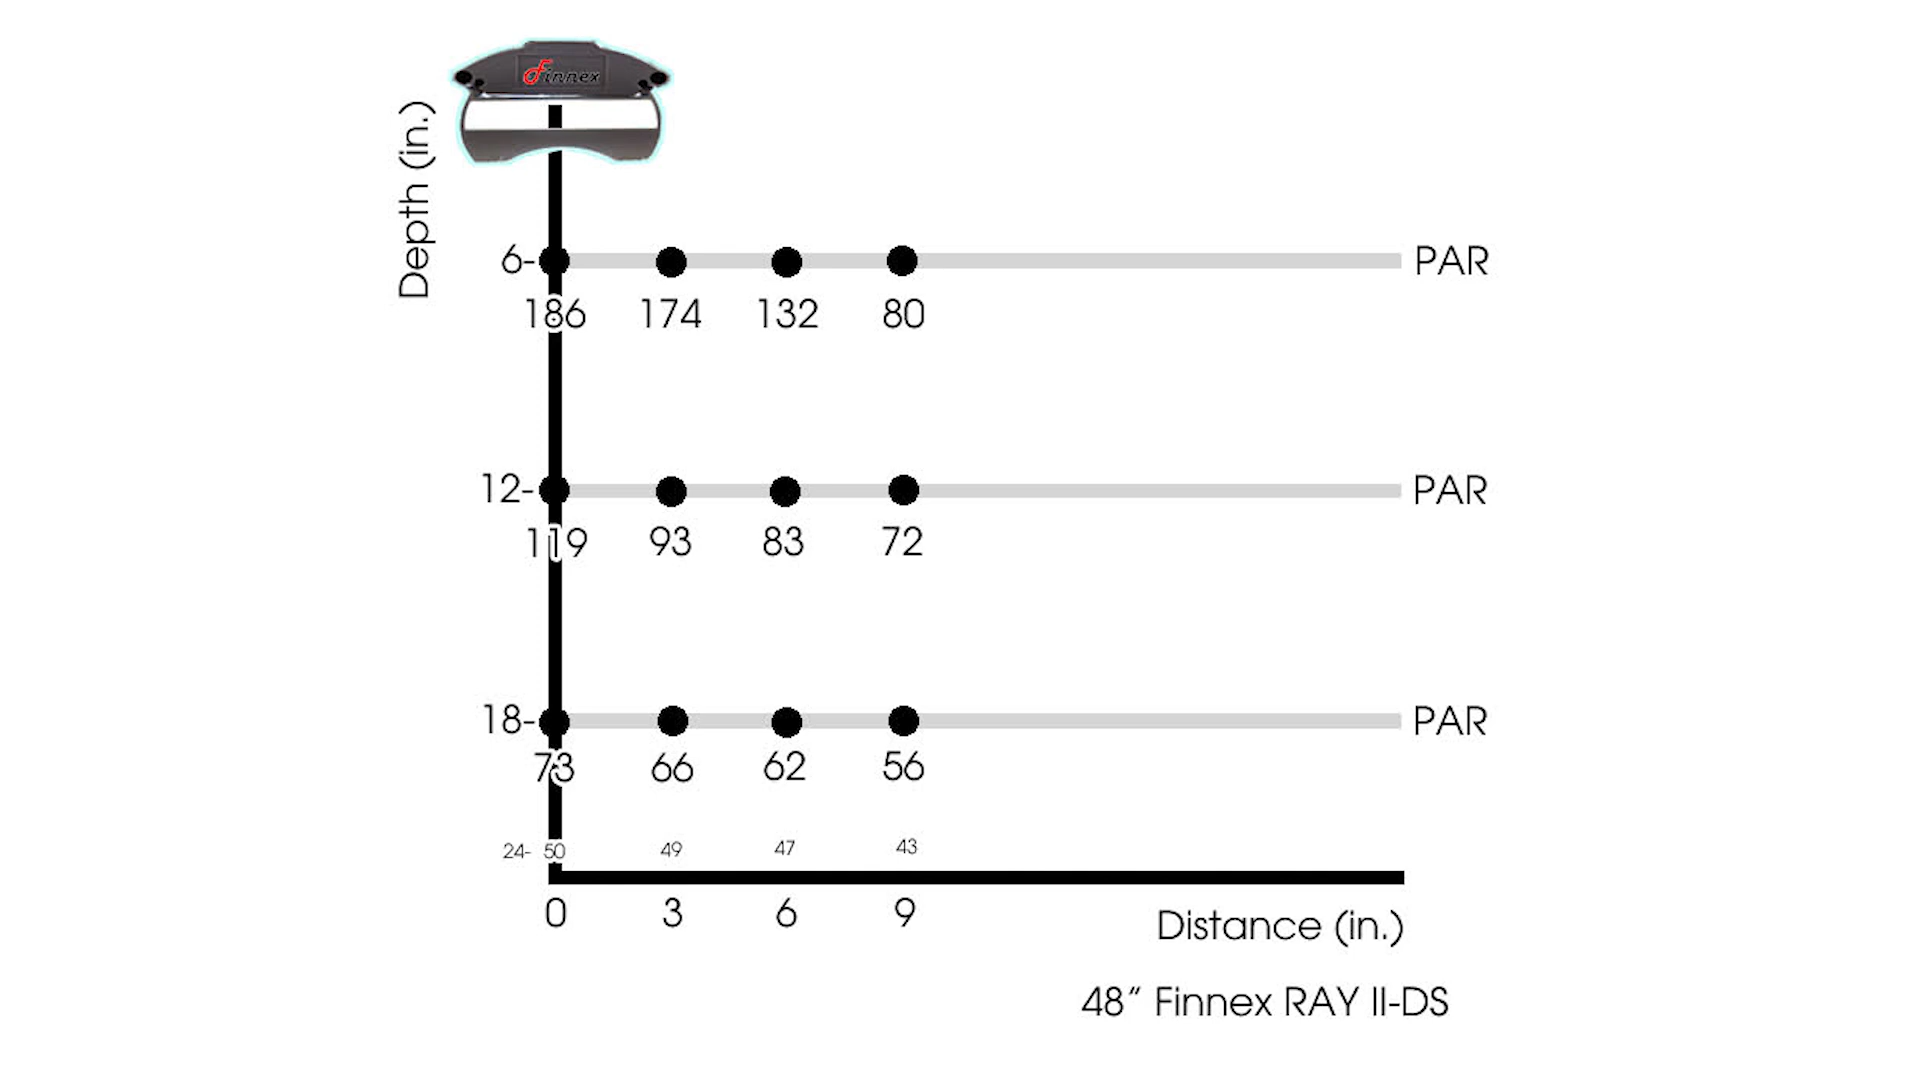 Finnex
Depth (in.)
6- PAR
186 174 132 80
12- PAR
119 93 83 72
18- PAR
73 66 62 56
24- 50 49 47 43
0 3 6 9
Distance (in.)
48” Finnex RAY II-DS